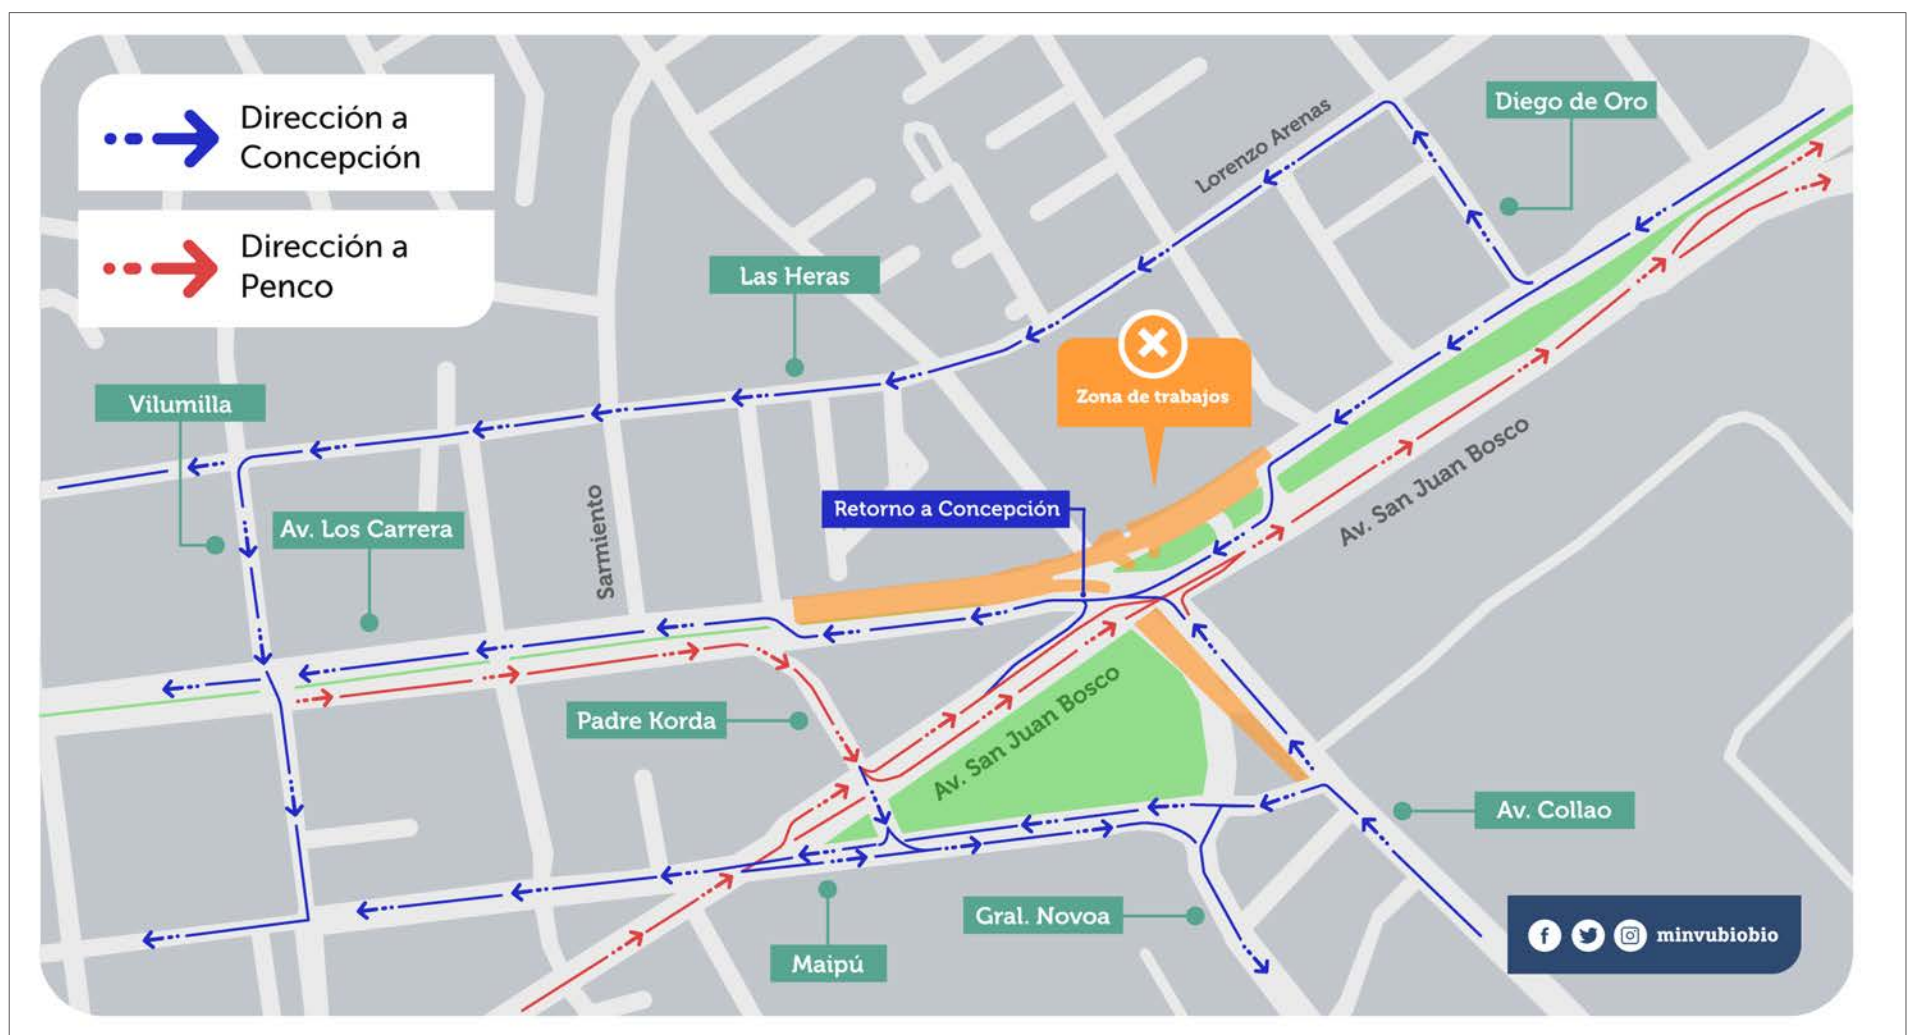 Dirección a
Concepción
Dirección a
Penco
Diego de Oro
Lorenzo Arenas
Las Heras
Zona de trabajos
Vilumilla
Av. San Juan Bosco
Retorno a Concepción
Av. Los Carrera
Sarmiento
Padre Korda
Av. San Juan Bosco
Av. Collao
Gral. Novoa
Maipú
minvubiobio